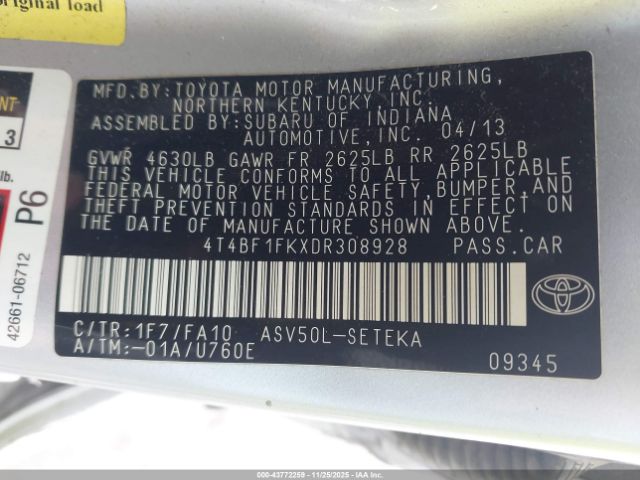 original load
MFD.BY:TOYOTA MOTOR MANUFACTURING,
NORTHERN KENTUCKY,INC.
ASSEMBLED BY:SUBARU OF INDIANA
AUTOMOTIVE,INC. 04/13
GVWR 4630LB GAWR FR 2625LB RR 2625LB
THIS VEHICLE CONFORMS TO ALL APPLICABLE
FEDERAL MOTOR VEHICLE SAFETY,BUMPER,AND
THEFT PREVENTION STANDARDS IN EFFECT ON
THE DATE OF MANUFACTURE SHOWN ABOVE.
4T4BF1FKXDR308928 PASS.CAR
C/TR:1F7/FA10 ASV50L-SETEKA
A/TM:-01A/U760E
09345
3
lb.
P6
42661-06712
000-43772259 - 11/25/2025 - IAAI, Inc.